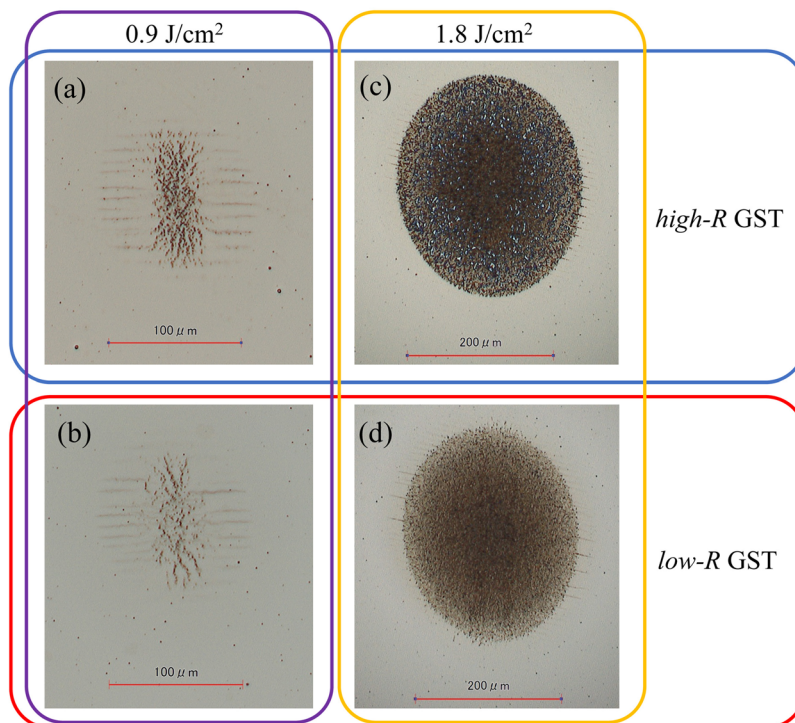 0.9 J/cm²
1.8 J/cm²
(a)
100 μm
(c)
200 μm
high-R GST
(b)
100 μm
(d)
200 μm
low-R GST